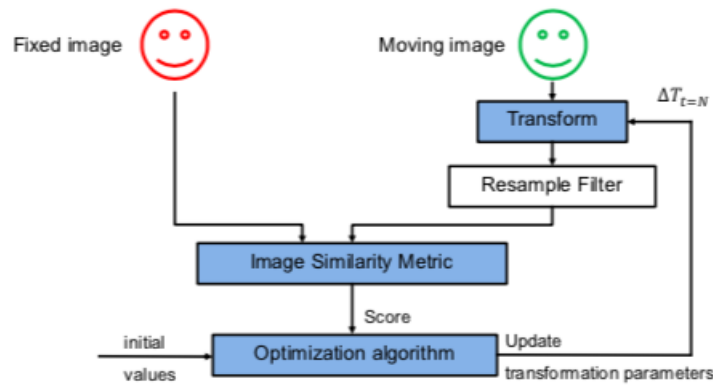 Fixed image
Moving image
ΔT_{t=N}
Transform
Resample Filter
Image Similarity Metric
Score
initial
values
Optimization algorithm
Update
transformation parameters